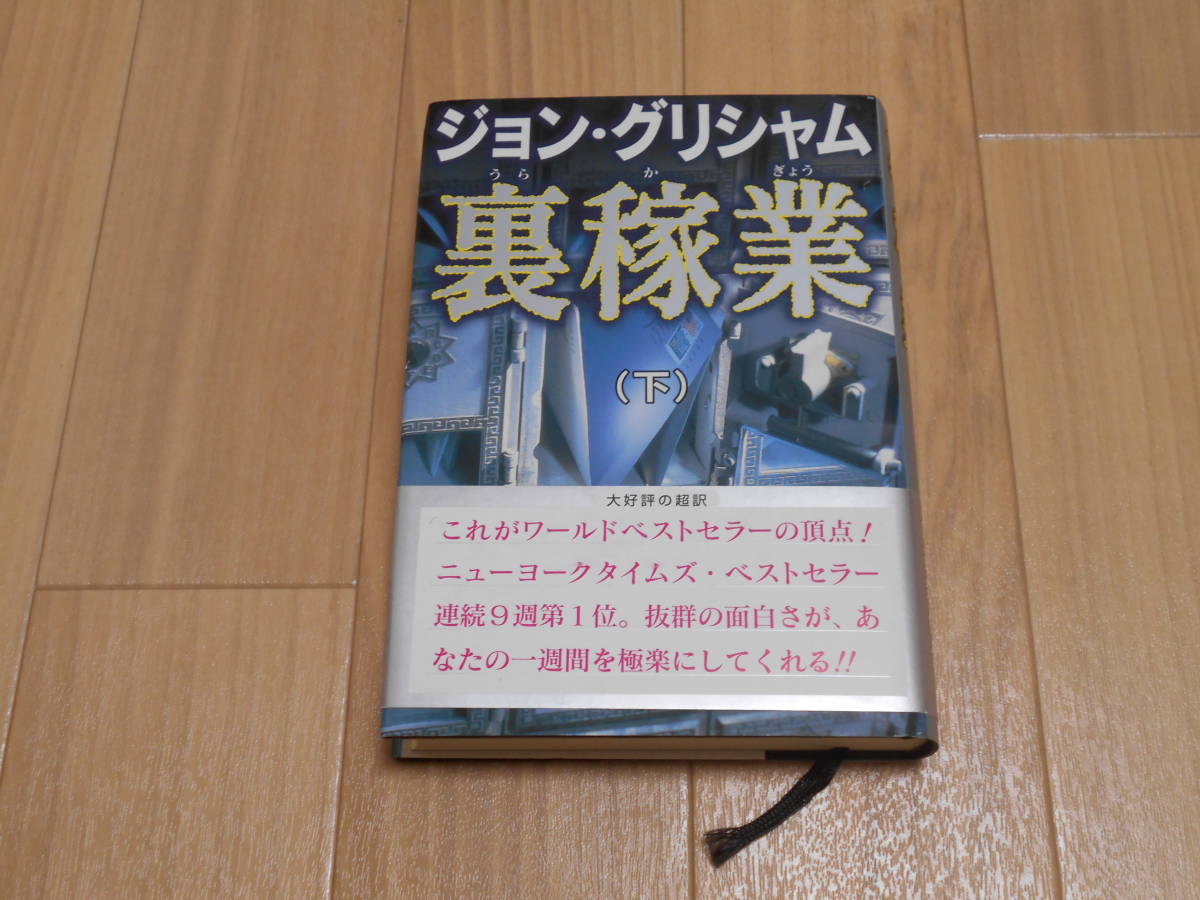 ジョン・グリシャム
うらかぎょう
裏稼業
（下）
大好評の超訳
これがワールドベストセラーの頂点！
ニューヨークタイムズ・ベストセラー
連続９週第１位。抜群の面白さが、あ
なたの一週間を極楽にしてくれる!!